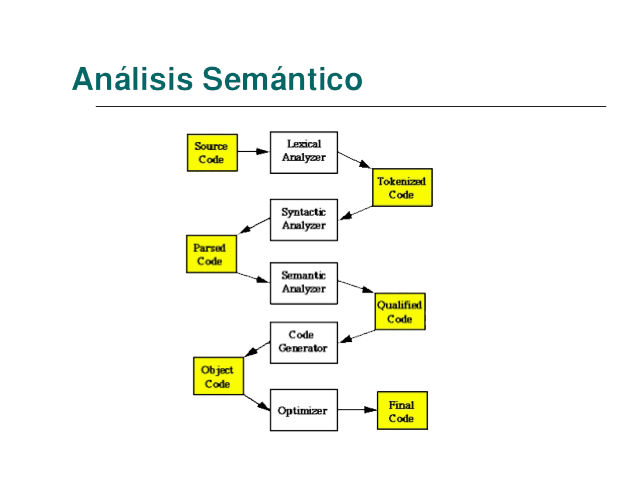 Análisis Semántico
Source
Code
Lexical
Analyzer
Tokenized
Code
Syntactic
Analyzer
Parsed
Code
Semantic
Analyzer
Qualified
Code
Code
Generator
Object
Code
Optimizer
Final
Code